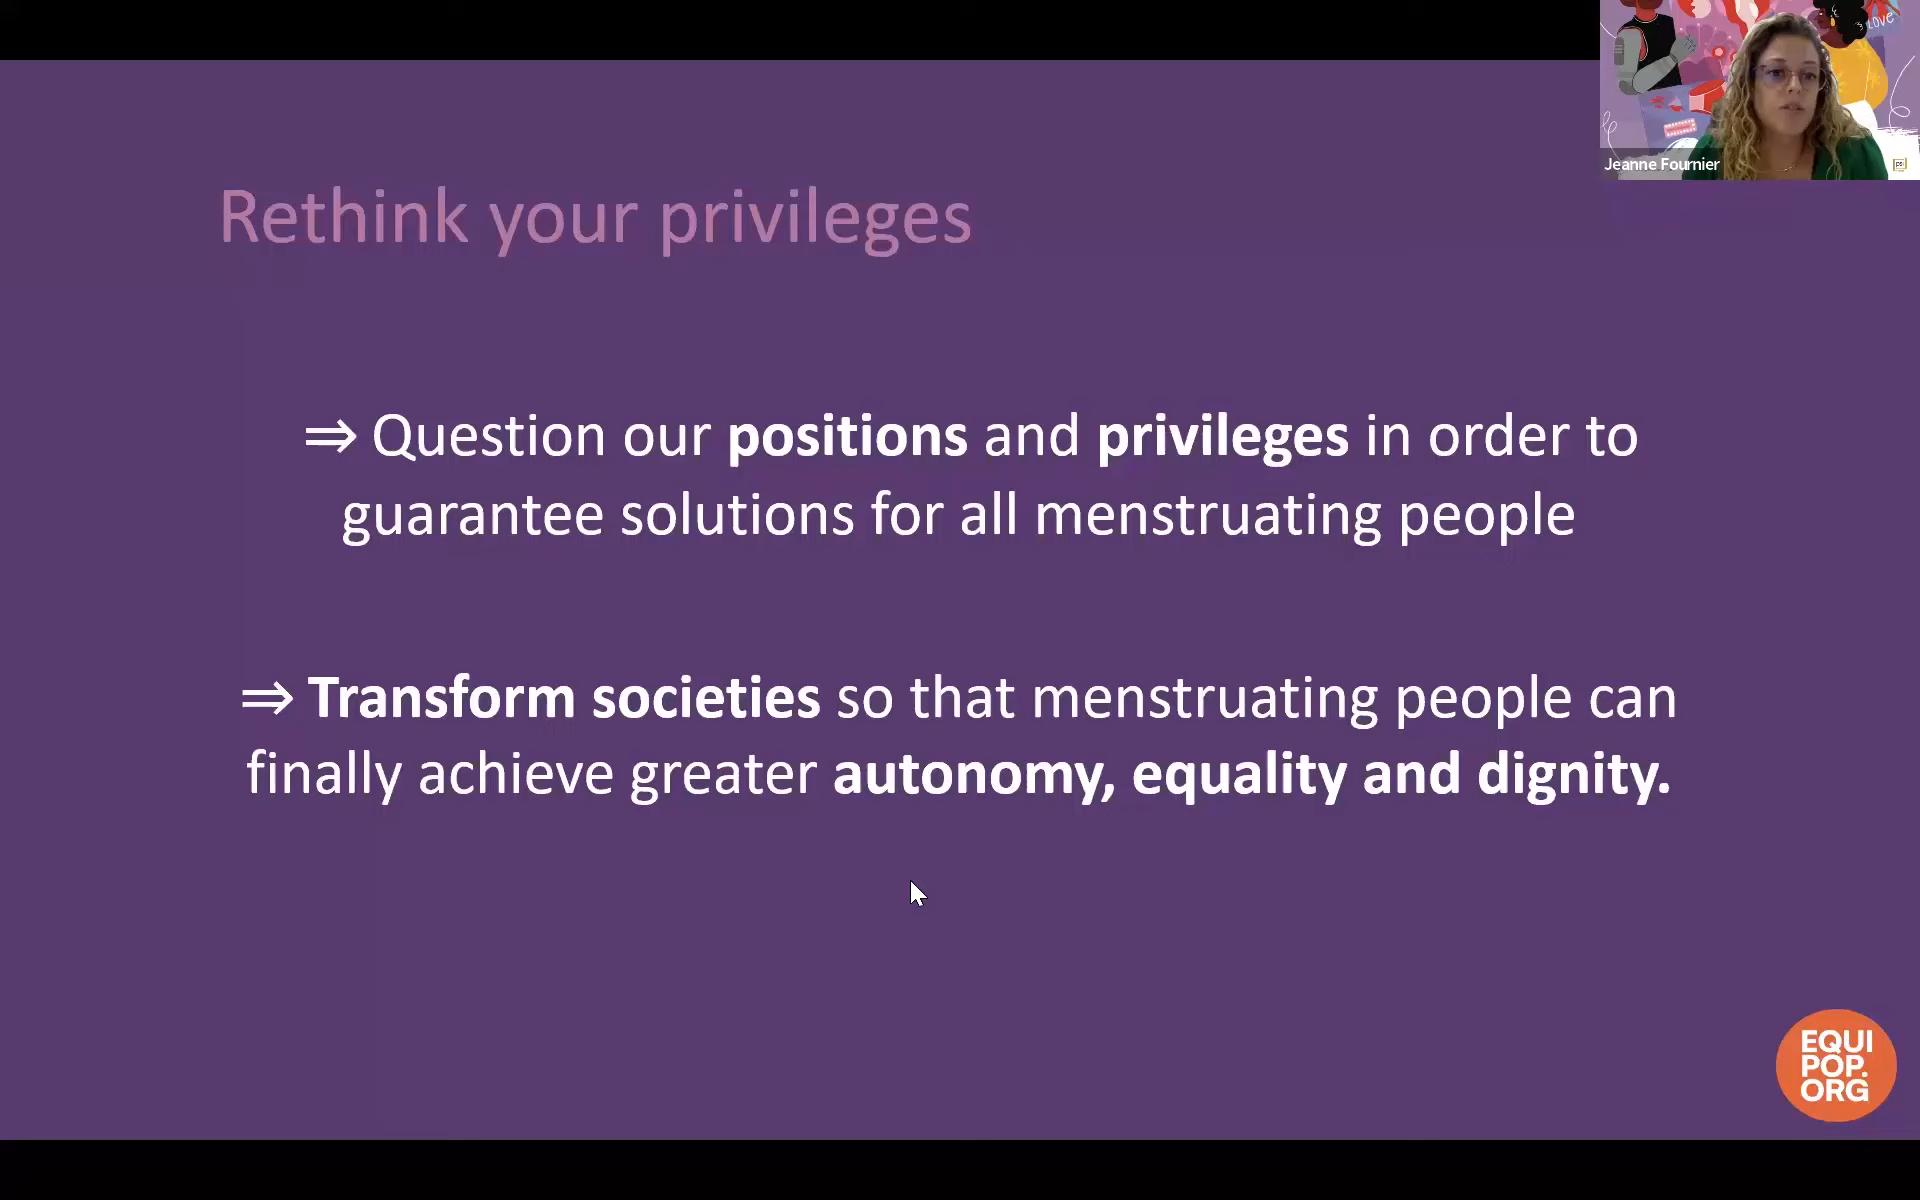 LOVE
Jeanne Fournier
Rethink your privileges
⇒ Question our positions and privileges in order to
guarantee solutions for all menstruating people
⇒ Transform societies so that menstruating people can
finally achieve greater autonomy, equality and dignity.
EQUI
POP.
ORG